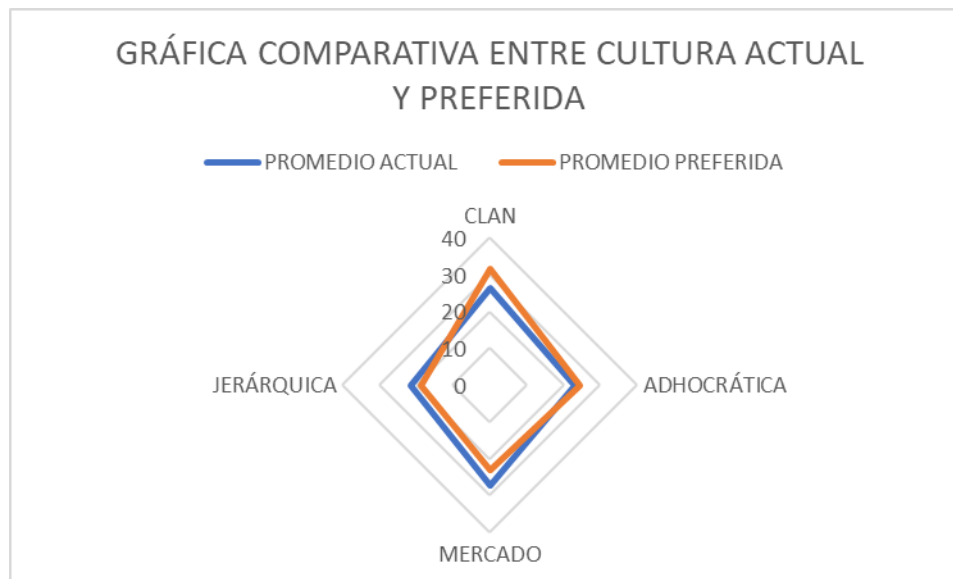 GRÁFICA COMPARATIVA ENTRE CULTURA ACTUAL
Y PREFERIDA
PROMEDIO ACTUAL
PROMEDIO PREFERIDA
CLAN
40
30
20
10
0
JERÁRQUICA
ADHOCRÁTICA
MERCADO